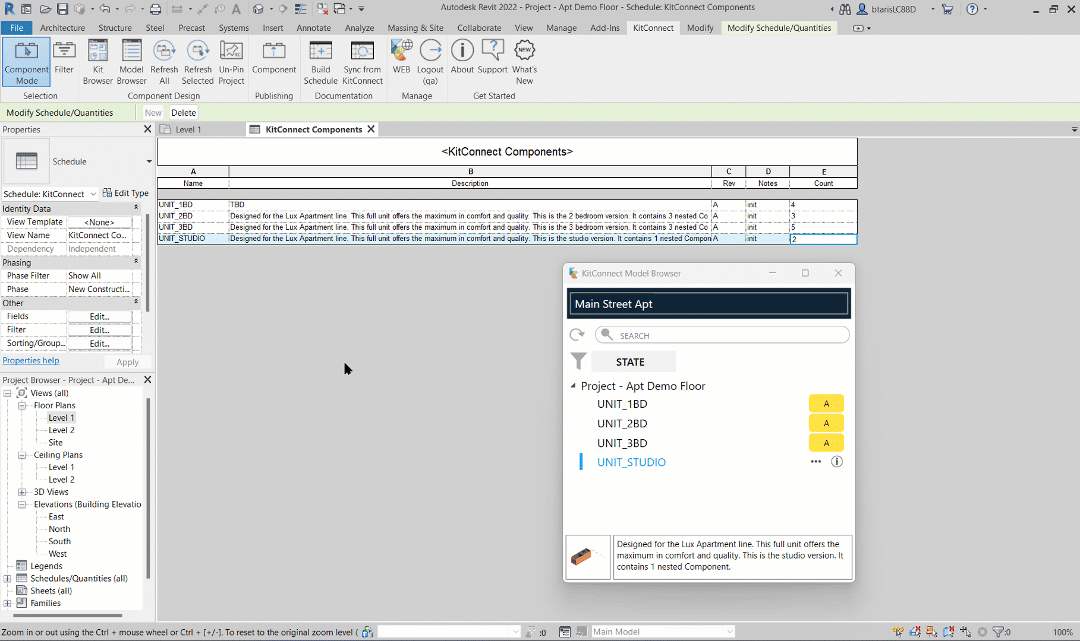 Autodesk Revit 2022 - Project - Apt Demo Floor - Schedule: KitConnect Components
btarisLC88D
File Architecture Structure Steel Precast Systems Insert Annotate Analyze Massing & Site Collaborate View Manage Add-Ins KitConnect Modify Modify Schedule/Quantities
Component Mode
Filter
Kit Browser
Model Browser
Refresh All
Refresh Selected
Un-Pin Project
Component
Build Schedule
Sync from KitConnect
WEB
Logout (qa)
About
Support
What's New
NEW
Selection Component Design Publishing Documentation Manage Get Started
Modify Schedule/Quantities New Delete
Properties
Level 1
KitConnect Components
Schedule
Schedule: KitConnect
Edit Type
Identity Data
View Template <None>
View Name KitConnect Co...
Dependency Independent
Phasing
Phase Filter Show All
Phase New Constructi...
Other
Fields Edit...
Filter Edit...
Sorting/Group... Edit...
Properties help Apply
Project Browser - Project - Apt De...
Views (all)
Floor Plans
Level 1
Level 2
Site
Ceiling Plans
Level 1
Level 2
3D Views
Elevations (Building Elevatio
East
North
South
West
Legends
Schedules/Quantities (all)
Sheets (all)
Families
<KitConnect Components>
A B C D E
Name Description Rev Notes Count
UNIT_1BD TBD A init 4
UNIT_2BD Designed for the Lux Apartment line. This full unit offers the maximum in comfort and quality. This is the 2 bedroom version. It contains 3 nested Co A init 3
UNIT_3BD Designed for the Lux Apartment line. This full unit offers the maximum in comfort and quality. This is the 3 bedroom version. It contains 3 nested Co A init 5
UNIT_STUDIO Designed for the Lux Apartment line. This full unit offers the maximum in comfort and quality. This is the studio version. It contains 1 nested Compon A init 2
KitConnect Model Browser
Main Street Apt
SEARCH
STATE
Project - Apt Demo Floor
UNIT_1BD A
UNIT_2BD A
UNIT_3BD A
UNIT_STUDIO
Designed for the Lux Apartment line. This full unit offers the
maximum in comfort and quality. This is the studio version. It
contains 1 nested Component.
Zoom in or out using the Ctrl + mouse wheel or Ctrl + [+/-]. To reset to the original zoom level ( :0 Main Model :0 100%